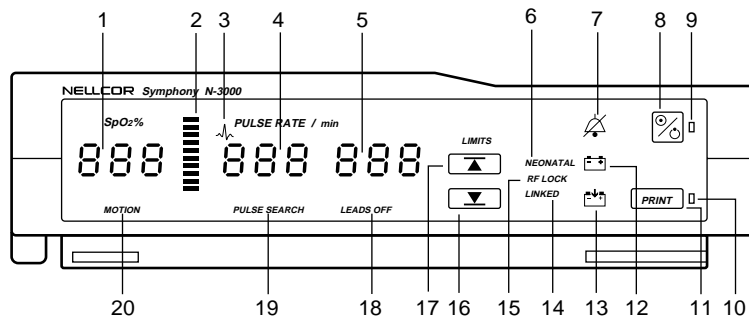 1 2 3 4 5 6 7 8 9
NELLCOR Symphony N-3000
SpO2% PULSE RATE / min
LIMITS
888 888 888
NEONATAL
RF LOCK
LINKED
PRINT
MOTION PULSE SEARCH LEADS OFF
20 19 18 17 16 15 14 13 12 11 10